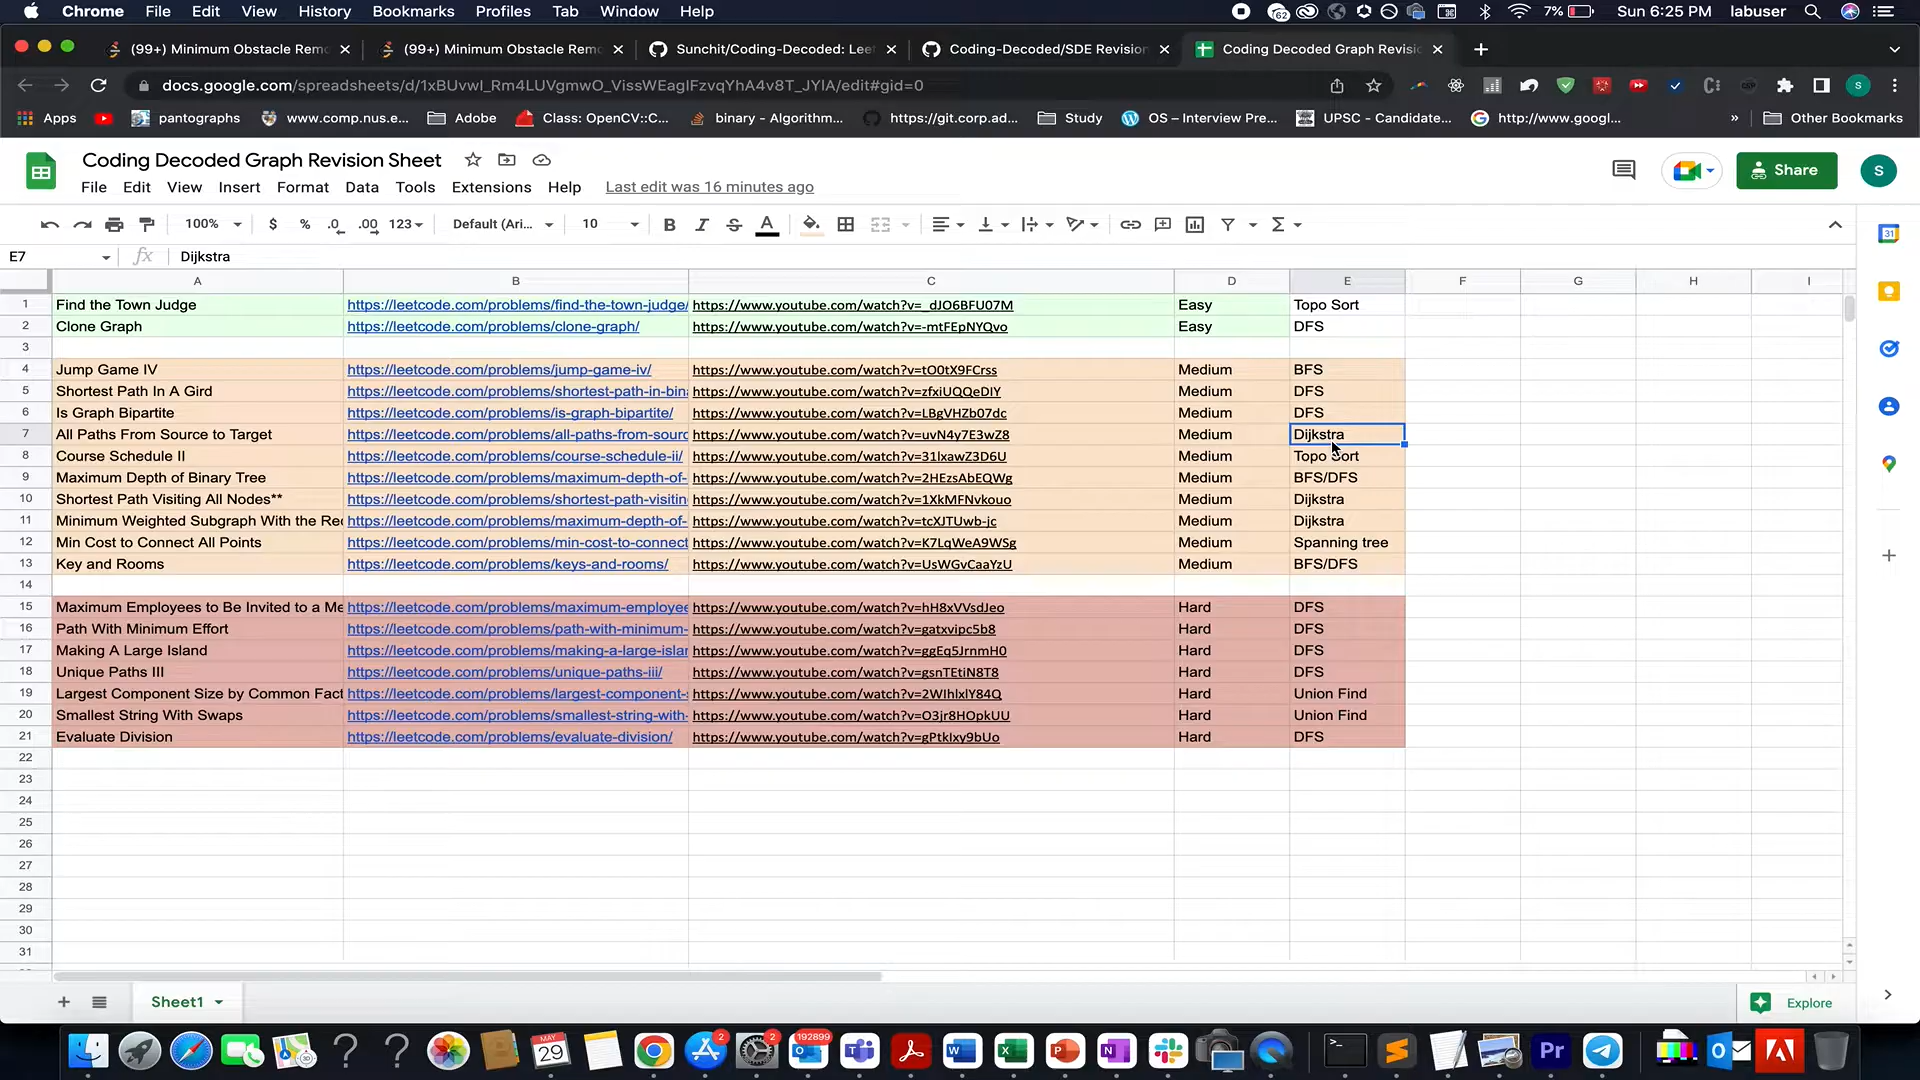 Chrome File Edit View History Bookmarks Profiles Tab Window Help 62 7% Sun 6:25 PM labuser
(99+) Minimum Obstacle Remo (99+) Minimum Obstacle Remo Sunchit/Coding-Decoded: Leet Coding-Decoded/SDE Revision Coding Decoded Graph Revisio
docs.google.com/spreadsheets/d/1xBUvwI_Rm4LUVgmwO_VissWEagIFzvqYhA4v8T_JYlA/edit#gid=0
Apps pantographs www.comp.nus.e... Adobe Class: OpenCV::C... binary - Algorithm... https://git.corp.ad... Study OS – Interview Pre... UPSC - Candidate... http://www.googl... » Other Bookmarks
Coding Decoded Graph Revision Sheet
Share S
File Edit View Insert Format Data Tools Extensions Help Last edit was 16 minutes ago
100% $ % .0 .00 123 Default (Ari... 10 B I S A
E7 fx Dijkstra
A B C D E F G H I
1 Find the Town Judge https://leetcode.com/problems/find-the-town-judge/ https://www.youtube.com/watch?v=_dJO6BFU07M Easy Topo Sort
2 Clone Graph https://leetcode.com/problems/clone-graph/ https://www.youtube.com/watch?v=-mtFEpNYQvo Easy DFS
3
4 Jump Game IV https://leetcode.com/problems/jump-game-iv/ https://www.youtube.com/watch?v=tO0tX9FCrss Medium BFS
5 Shortest Path In A Gird https://leetcode.com/problems/shortest-path-in-bina https://www.youtube.com/watch?v=zfxiUQQeDIY Medium DFS
6 Is Graph Bipartite https://leetcode.com/problems/is-graph-bipartite/ https://www.youtube.com/watch?v=LBgVHZb07dc Medium DFS
7 All Paths From Source to Target https://leetcode.com/problems/all-paths-from-sourc https://www.youtube.com/watch?v=uvN4y7E3wZ8 Medium Dijkstra
8 Course Schedule II https://leetcode.com/problems/course-schedule-ii/ https://www.youtube.com/watch?v=31lxawZ3D6U Medium Topo Sort
9 Maximum Depth of Binary Tree https://leetcode.com/problems/maximum-depth-of- https://www.youtube.com/watch?v=2HEzsAbEQWg Medium BFS/DFS
10 Shortest Path Visiting All Nodes** https://leetcode.com/problems/shortest-path-visitin https://www.youtube.com/watch?v=1XkMFNvkouo Medium Dijkstra
11 Minimum Weighted Subgraph With the Rec https://leetcode.com/problems/maximum-depth-of- https://www.youtube.com/watch?v=tcXJTUwb-jc Medium Dijkstra
12 Min Cost to Connect All Points https://leetcode.com/problems/min-cost-to-connect https://www.youtube.com/watch?v=K7LqWeA9WSg Medium Spanning tree
13 Key and Rooms https://leetcode.com/problems/keys-and-rooms/ https://www.youtube.com/watch?v=UsWGvCaaYzU Medium BFS/DFS
14
15 Maximum Employees to Be Invited to a Me https://leetcode.com/problems/maximum-employee https://www.youtube.com/watch?v=hH8xVVsdJeo Hard DFS
16 Path With Minimum Effort https://leetcode.com/problems/path-with-minimum- https://www.youtube.com/watch?v=gatxvipc5b8 Hard DFS
17 Making A Large Island https://leetcode.com/problems/making-a-large-islan https://www.youtube.com/watch?v=ggEq5JrnmH0 Hard DFS
18 Unique Paths III https://leetcode.com/problems/unique-paths-iii/ https://www.youtube.com/watch?v=gsnTEtiN8T8 Hard DFS
19 Largest Component Size by Common Fact https://leetcode.com/problems/largest-component-s https://www.youtube.com/watch?v=2WIhlxlY84Q Hard Union Find
20 Smallest String With Swaps https://leetcode.com/problems/smallest-string-with- https://www.youtube.com/watch?v=O3jr8HOpkUU Hard Union Find
21 Evaluate Division https://leetcode.com/problems/evaluate-division/ https://www.youtube.com/watch?v=gPtkIxy9bUo Hard DFS
22
23
24
25
26
27
28
29
30
31
Sheet1 Explore
MAY 29 2 2 192899 Pr